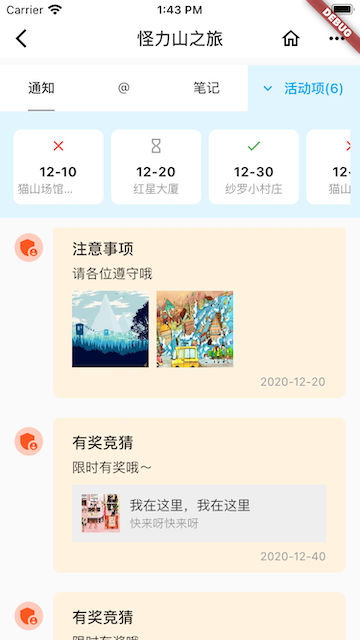 Carrier
1:43 PM
DEBUG
怪力山之旅
通知
@
笔记
活动项(6)
12-10
猫山场馆...
12-20
红星大厦
12-30
纱罗小村庄
12-
注意事项
请各位遵守哦
2020-12-20
有奖竞猜
限时有奖哦～
我在这里，我在这里
快来呀快来呀
2020-12-40
有奖竞猜
限时有奖哦～